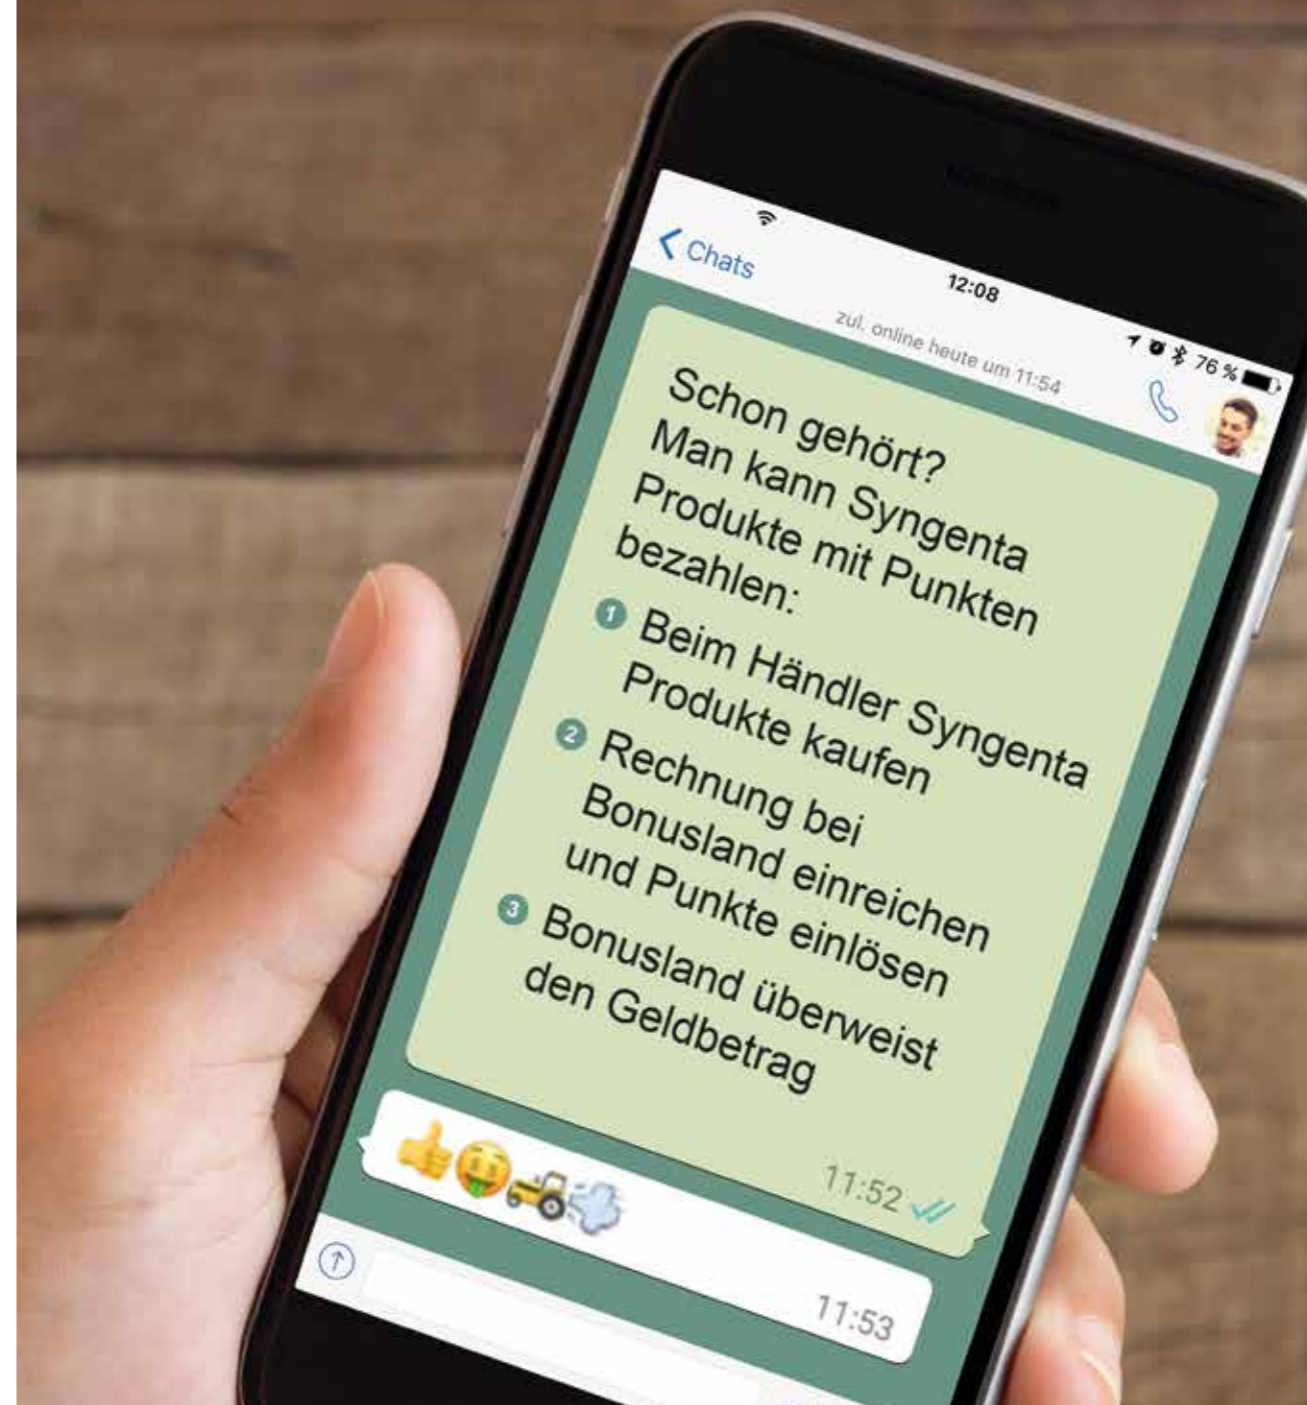 Chats
12:08
76 %
zul. online heute um 11:54
Schon gehört?
Man kann Syngenta
Produkte mit Punkten
bezahlen:
1 Beim Händler Syngenta
Produkte kaufen
2 Rechnung bei
Bonusland einreichen
und Punkte einlösen
3 Bonusland überweist
den Geldbetrag
11:52
11:53